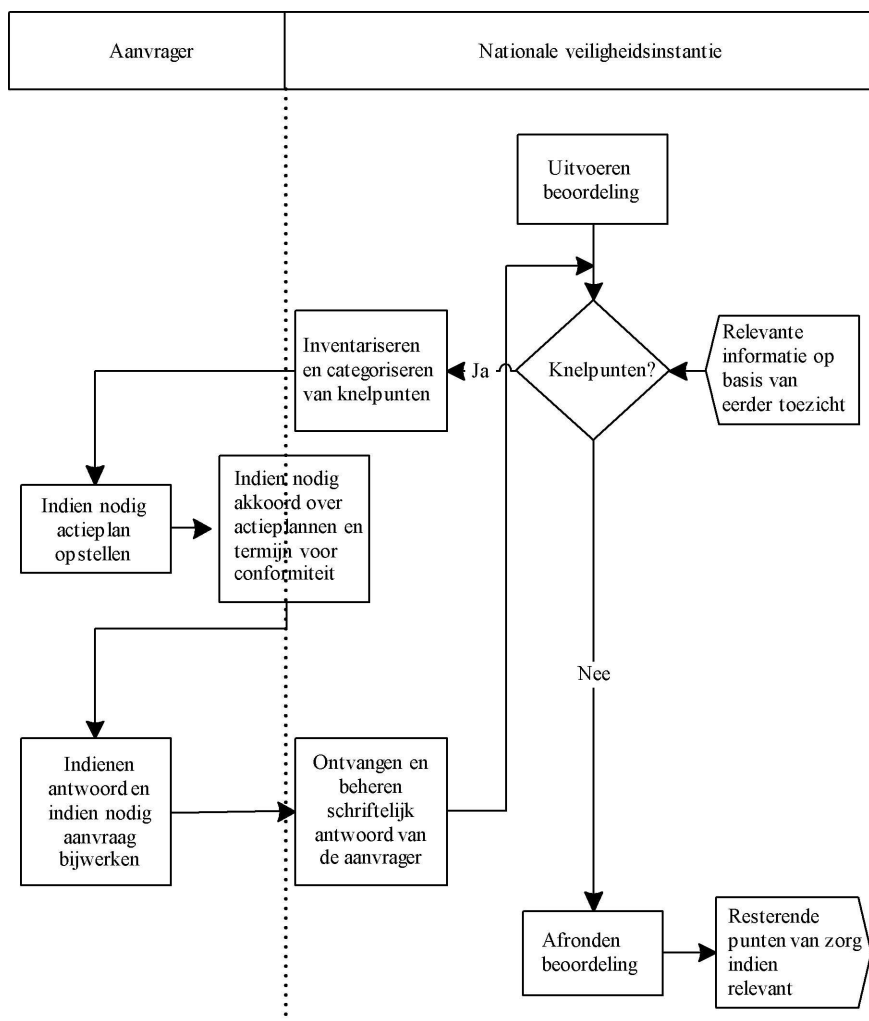 Aanvrager
Nationale veiligheidsinstantie
Uitvoeren
beoordeling
Knelpunten?
Relevante
informatie op
basis van
eerder toezicht
Ja
Inventariseren
en categoriseren
van knelpunten
Indien nodig
actieplan
opstellen
Indien nodig
akkoord over
actieplannen en
termijn voor
conformiteit
Nee
Indienen
antwoord en
indien nodig
aanvraag
bijwerken
Ontvangen en
beheren
schriftelijk
antwoord van
de aanvrager
Afronden
beoordeling
Resterende
punten van zorg
indien
relevant